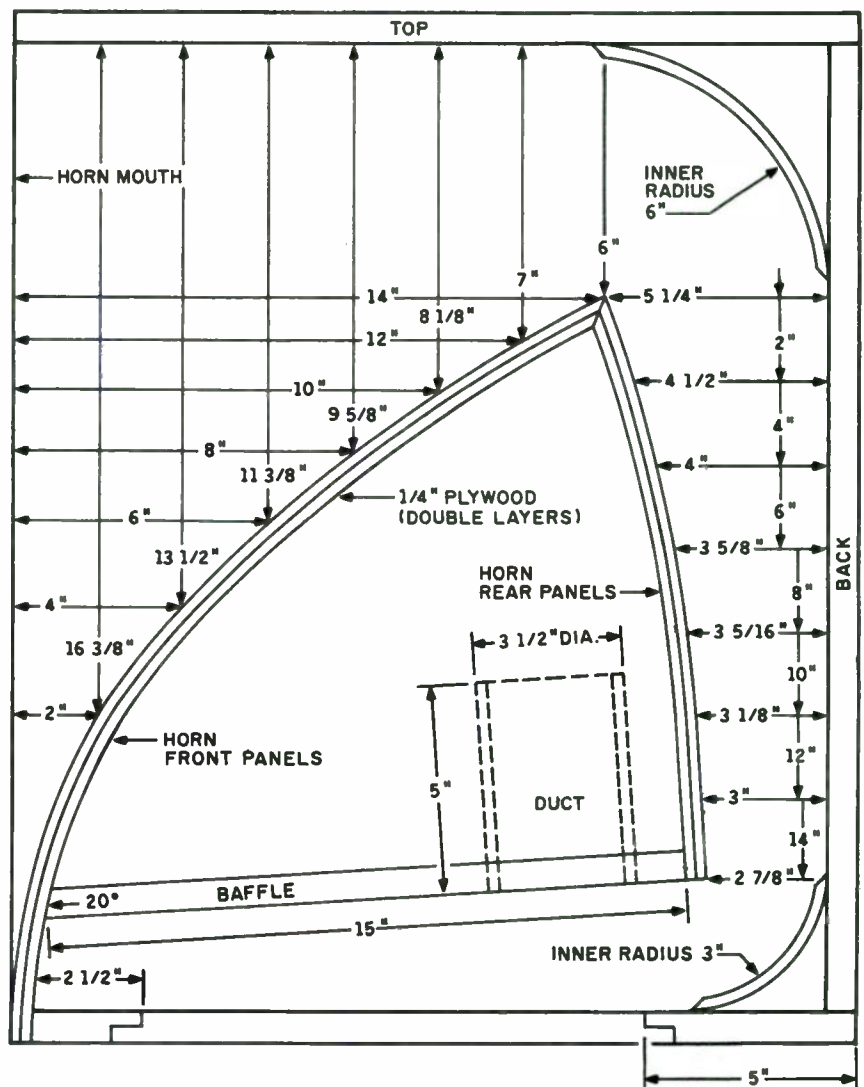 TOP
HORN MOUTH
INNER
RADIUS
6"
6"
7"
14"
5 1/4"
8 1/8"
12"
2"
10"
4 1/2"
9 5/8"
8"
4"
11 3/8"
4"
6"
1/4" PLYWOOD
(DOUBLE LAYERS)
6"
13 1/2"
3 5/8"
BACK
HORN
REAR PANELS
8"
4"
3 1/2" DIA.
3 5/16"
16 3/8"
10"
2"
3 1/8"
HORN
FRONT PANELS
12"
5"
DUCT
3"
14"
2 7/8"
BAFFLE
20°
15"
INNER RADIUS 3"
2 1/2"
5"